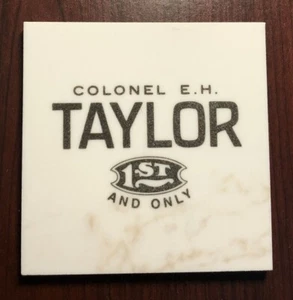 COLONEL E.H.
TAYLOR
1ST
AND ONLY